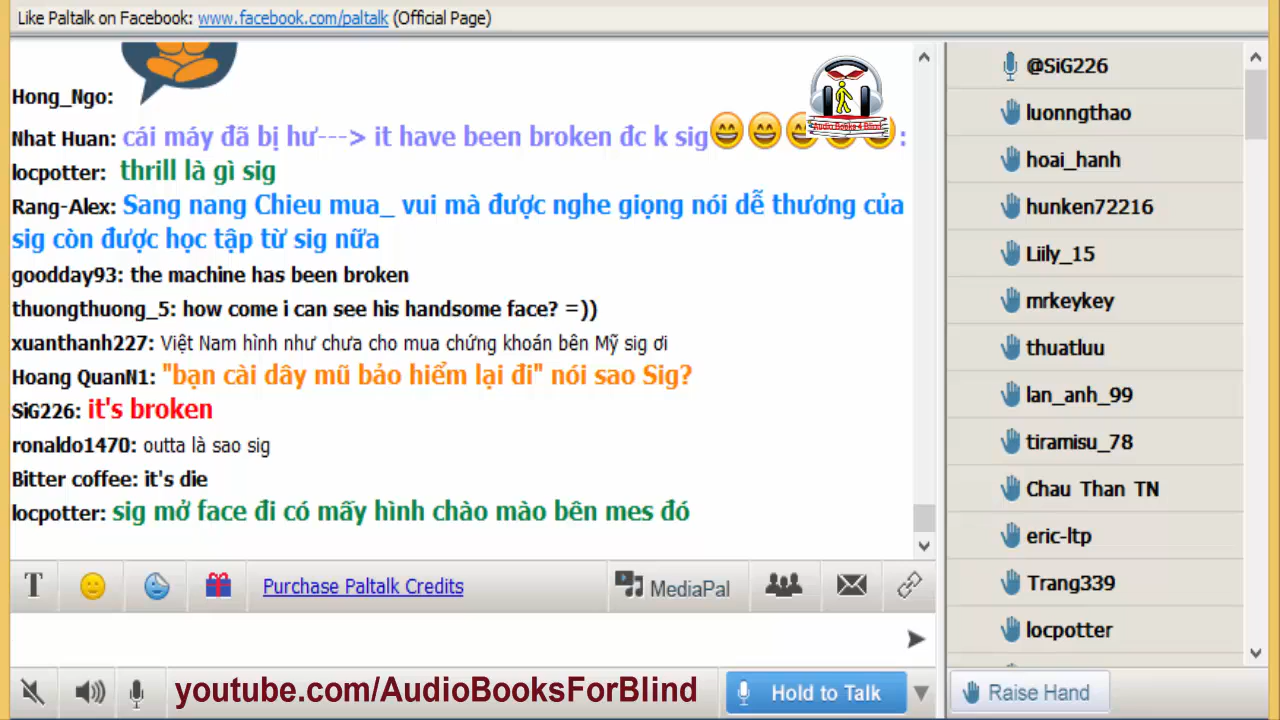 Like Paltalk on Facebook: www.facebook.com/paltalk (Official Page)
Hong_Ngo:
Nhat Huan: cái máy đã bị hư---> it have been broken đc k sig :
locpotter: thrill là gì sig
Rang-Alex: Sang nang Chieu mua_ vui mà được nghe giọng nói dễ thương của
sig còn được học tập từ sig nữa
goodday93: the machine has been broken
thuongthuong_5: how come i can see his handsome face? =))
xuanthanh227: Việt Nam hình như chưa cho mua chứng khoán bên Mỹ sig ơi
Hoang QuanN1: "bạn cài dây mũ bảo hiểm lại đi" nói sao Sig?
SiG226: it's broken
ronaldo1470: outta là sao sig
Bitter coffee: it's die
locpotter: sig mở face đi có mấy hình chào mào bên mes đó
Audio Books 4 Blind
@SiG226
luonngthao
hoai_hanh
hunken72216
Liily_15
mrkeykey
thuatluu
lan_anh_99
tiramisu_78
Chau Than TN
eric-ltp
Trang339
locpotter
T
Purchase Paltalk Credits
MediaPal
youtube.com/AudioBooksForBlind
Hold to Talk
Raise Hand